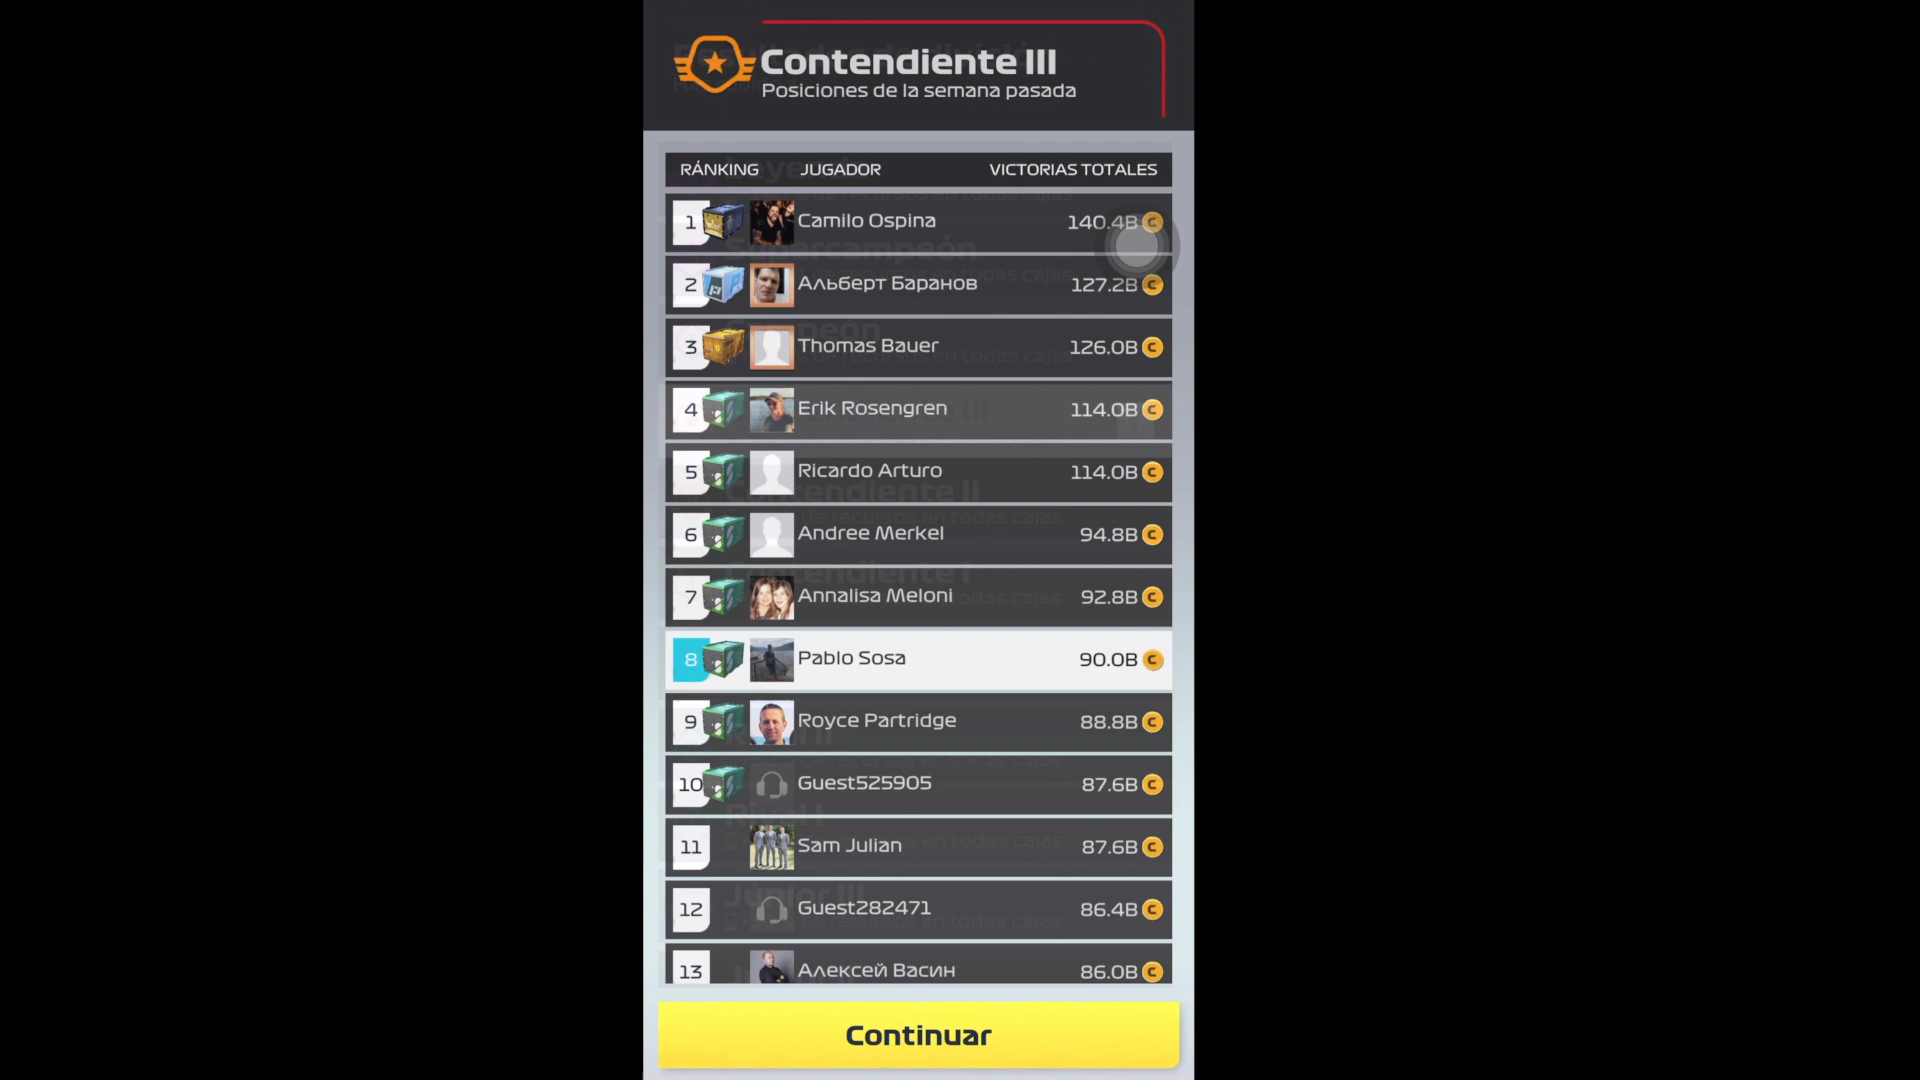 Contendiente III
Posiciones de la semana pasada
RÁNKING JUGADOR VICTORIAS TOTALES
1 Camilo Ospina 140.4B
2 Альберт Баранов 127.2B
3 Thomas Bauer 126.0B
4 Erik Rosengren 114.0B
5 Ricardo Arturo 114.0B
6 Andree Merkel 94.8B
7 Annalisa Meloni 92.8B
8 Pablo Sosa 90.0B
9 Royce Partridge 88.8B
10 Guest525905 87.6B
11 Sam Julian 87.6B
12 Guest282471 86.4B
13 Алексей Васин 86.0B
Continuar